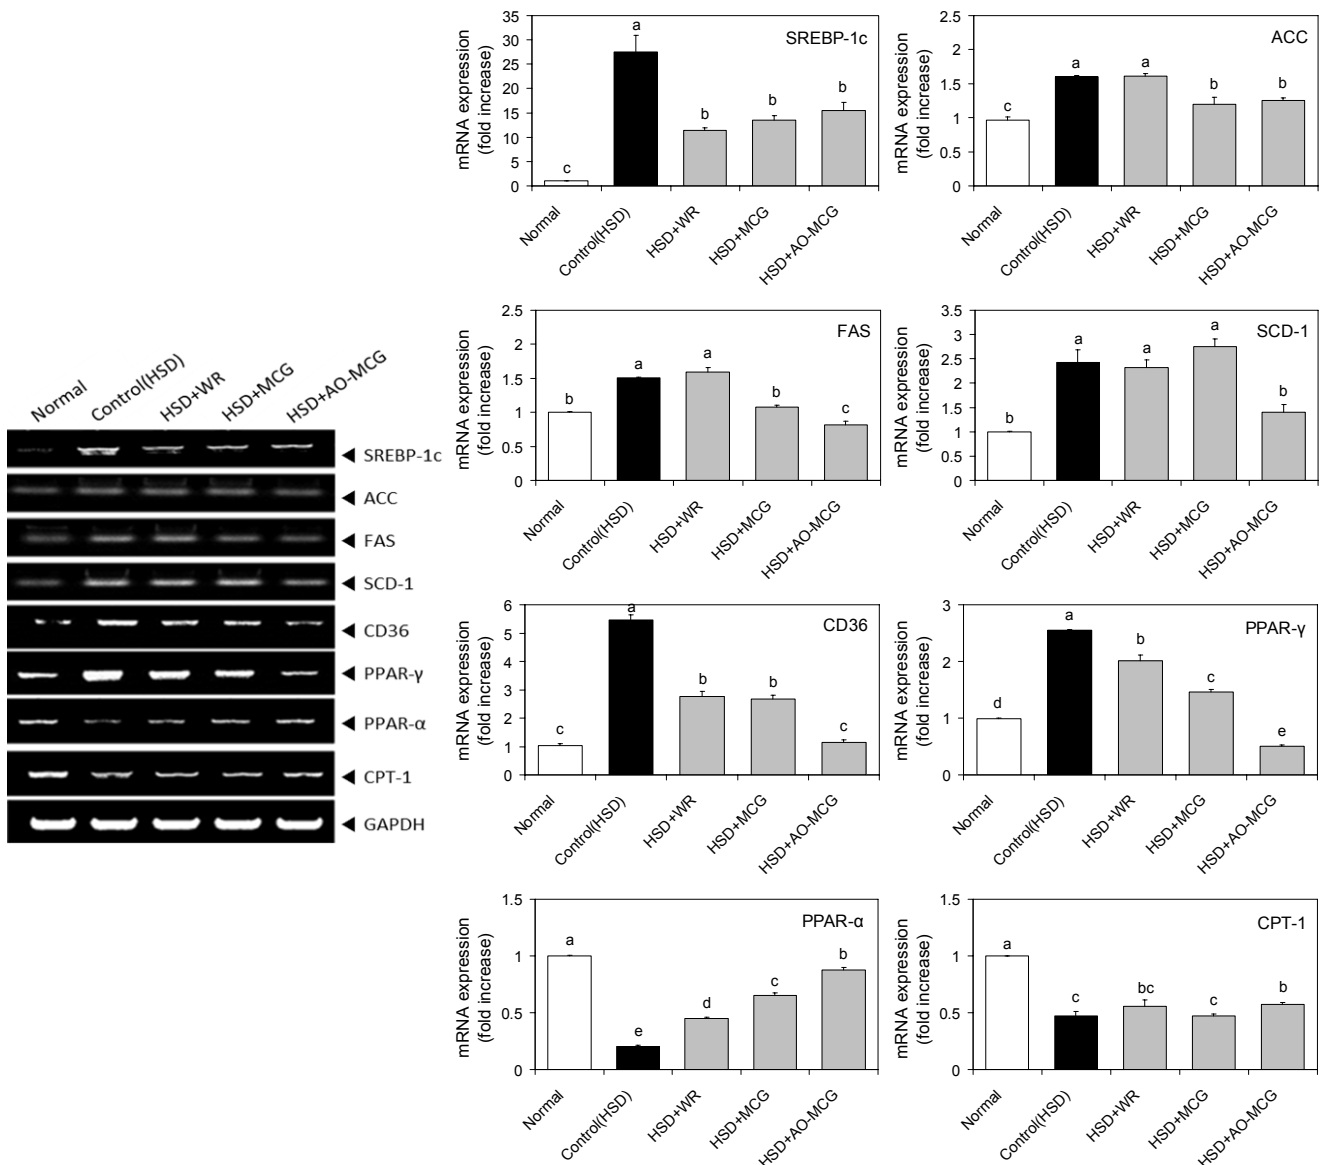 Normal
Control(HSD)
HSD+WR
HSD+MCG
HSD+AO-MCG
◄ SREBP-1c
◄ ACC
◄ FAS
◄ SCD-1
◄ CD36
◄ PPAR-γ
◄ PPAR-α
◄ CPT-1
◄ GAPDH
mRNA expression
(fold increase)
35
30
25
20
15
10
5
0
SREBP-1c
c
a
b
b
b
Normal
Control(HSD)
HSD+WR
HSD+MCG
HSD+AO-MCG
mRNA expression
(fold increase)
2.5
2
1.5
1
0.5
0
ACC
c
a
a
b
b
Normal
Control(HSD)
HSD+WR
HSD+MCG
HSD+AO-MCG
mRNA expression
(fold increase)
2.5
2
1.5
1
0.5
0
FAS
b
a
a
b
c
Normal
Control(HSD)
HSD+WR
HSD+MCG
HSD+AO-MCG
mRNA expression
(fold increase)
3.5
3
2.5
2
1.5
1
0.5
0
SCD-1
b
a
a
a
b
Normal
Control(HSD)
HSD+WR
HSD+MCG
HSD+AO-MCG
mRNA expression
(fold increase)
6
5
4
3
2
1
0
CD36
c
a
b
b
c
Normal
Control(HSD)
HSD+WR
HSD+MCG
HSD+AO-MCG
mRNA expression
(fold increase)
3
2
1
0
PPAR-γ
d
a
b
c
e
Normal
Control(HSD)
HSD+WR
HSD+MCG
HSD+AO-MCG
mRNA expression
(fold increase)
1.5
1
0.5
0
PPAR-α
a
e
d
c
b
Normal
Control(HSD)
HSD+WR
HSD+MCG
HSD+AO-MCG
mRNA expression
(fold increase)
1.5
1
0.5
0
CPT-1
a
c
bc
c
b
Normal
Control(HSD)
HSD+WR
HSD+MCG
HSD+AO-MCG